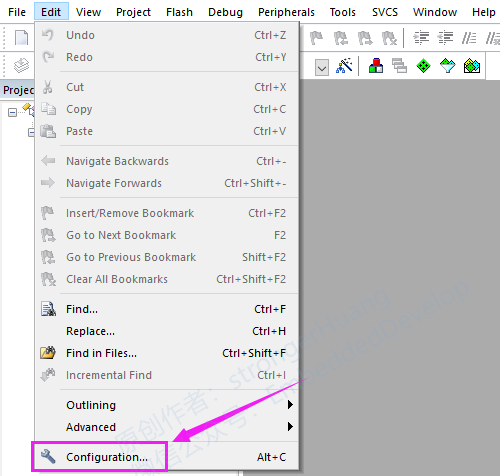 File Edit View Project Flash Debug Peripherals Tools SVCS Window Help
Undo Ctrl+Z
Redo Ctrl+Y
Projec
Cut Ctrl+X
Copy Ctrl+C
Paste Ctrl+V
Navigate Backwards Ctrl+-
Navigate Forwards Ctrl+Shift+-
Insert/Remove Bookmark Ctrl+F2
Go to Next Bookmark F2
Go to Previous Bookmark Shift+F2
Clear All Bookmarks Ctrl+Shift+F2
Find... Ctrl+F
Replace... Ctrl+H
Find in Files... Ctrl+Shift+F
Incremental Find Ctrl+I
Outlining
Advanced
Configuration... Alt+C
原创作者：strong
微信公众号：